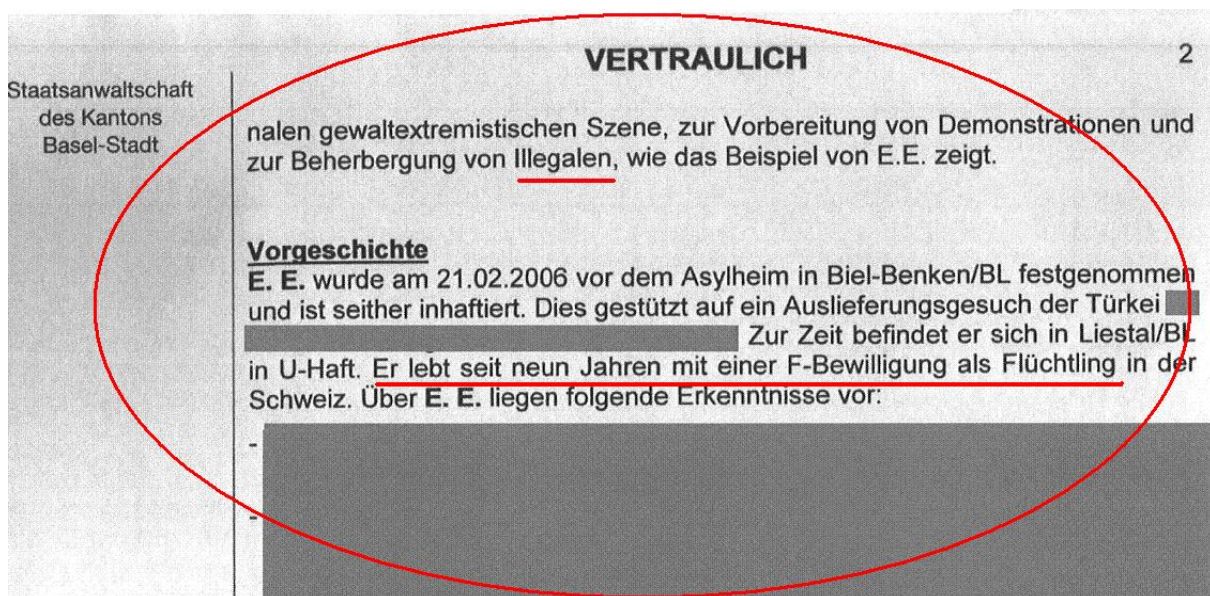 VERTRAULICH
2
Staatsanwaltschaft
des Kantons
Basel-Stadt
nalen gewaltextremistischen Szene, zur Vorbereitung von Demonstrationen und
zur Beherbergung von Illegalen, wie das Beispiel von E.E. zeigt.
Vorgeschichte
E. E. wurde am 21.02.2006 vor dem Asylheim in Biel-Benken/BL festgenommen
und ist seither inhaftiert. Dies gestützt auf ein Auslieferungsgesuch der Türkei
Zur Zeit befindet er sich in Liestal/BL
in U-Haft. Er lebt seit neun Jahren mit einer F-Bewilligung als Flüchtling in der
Schweiz. Über E. E. liegen folgende Erkenntnisse vor:
-
-